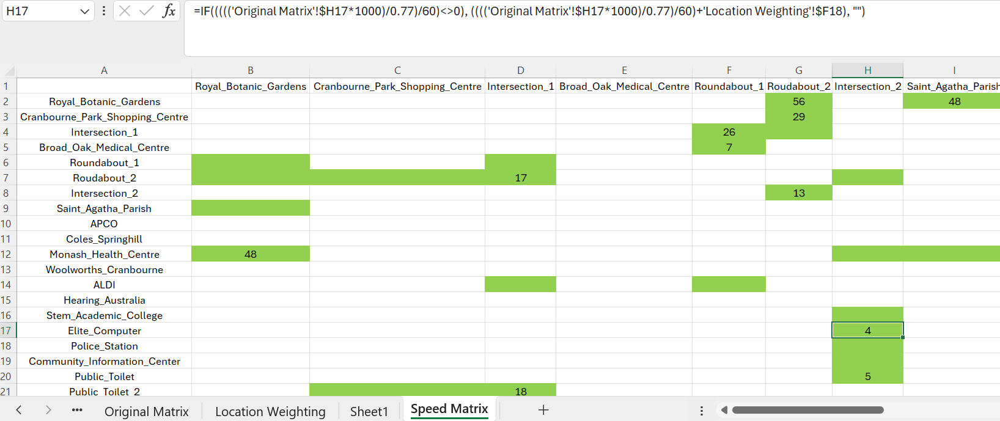 H17 fx =IF((((('Original Matrix'!$H17*1000)/0.77)/60)<>0), (((('Original Matrix'!$H17*1000)/0.77)/60)+'Location Weighting'!$F18), "")
A B C D E F G H I
1 Royal_Botanic_Gardens Cranbourne_Park_Shopping_Centre Intersection_1 Broad_Oak_Medical_Centre Roundabout_1 Roudabout_2 Intersection_2 Saint_Agatha_Parish
2 Royal_Botanic_Gardens 56 48
3 Cranbourne_Park_Shopping_Centre 29
4 Intersection_1 26
5 Broad_Oak_Medical_Centre 7
6 Roundabout_1
7 Roudabout_2 17
8 Intersection_2 13
9 Saint_Agatha_Parish
10 APCO
11 Coles_Springhill
12 Monash_Health_Centre 48
13 Woolworths_Cranbourne
14 ALDI
15 Hearing_Australia
16 Stem_Academic_College
17 Elite_Computer 4
18 Police_Station
19 Community_Information_Center
20 Public_Toilet 5
21 Public_Toilet_2 18
Original Matrix Location Weighting Sheet1 Speed Matrix